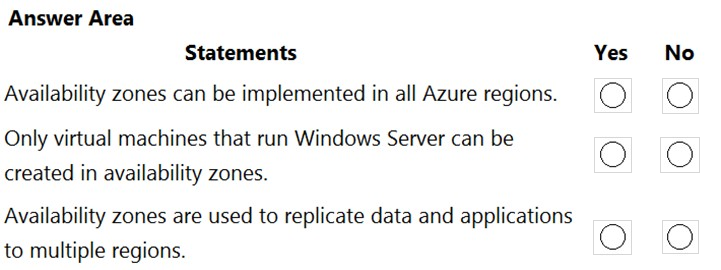 Answer Area
Statements Yes No
Availability zones can be implemented in all Azure regions.
Only virtual machines that run Windows Server can be
created in availability zones.
Availability zones are used to replicate data and applications
to multiple regions.